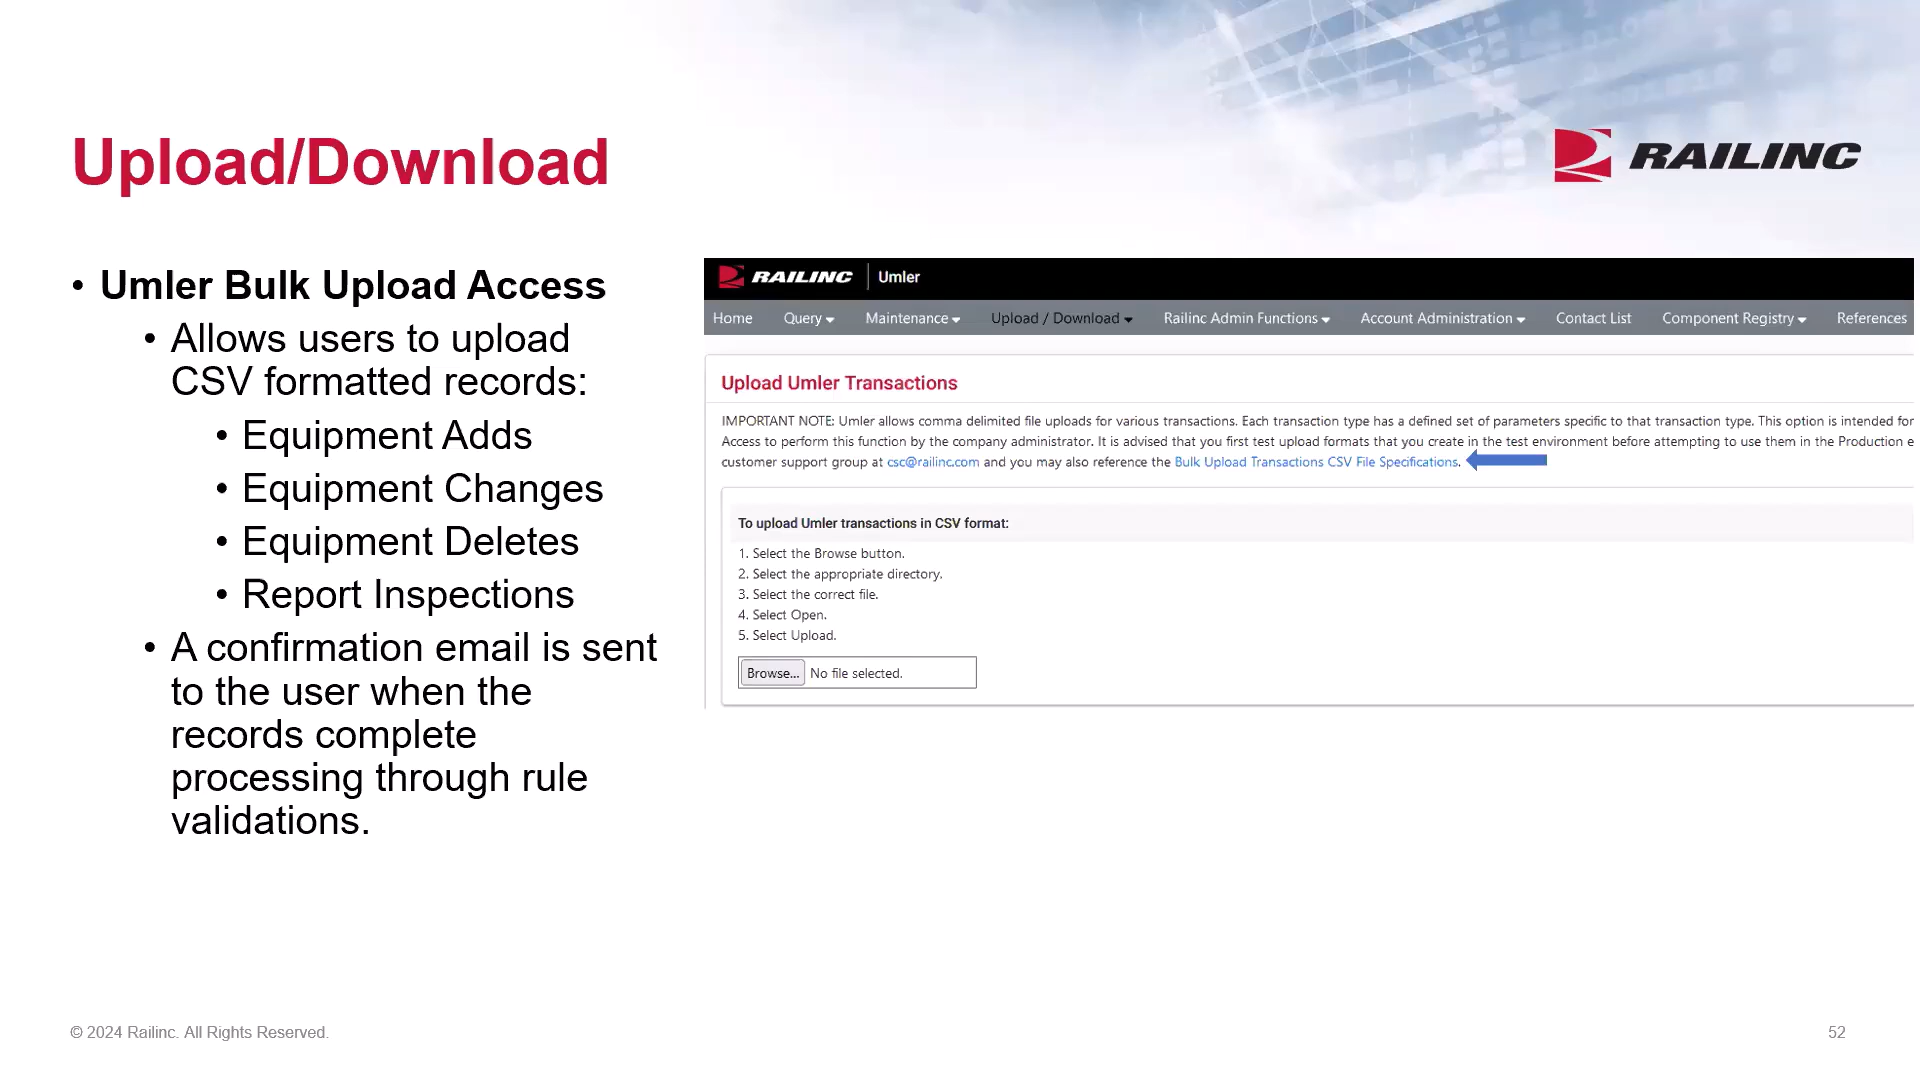 Upload/Download
RAILINC
• Umler Bulk Upload Access
• Allows users to upload
CSV formatted records:
• Equipment Adds
• Equipment Changes
• Equipment Deletes
• Report Inspections
• A confirmation email is sent
to the user when the
records complete
processing through rule
validations.
RAILINC | Umler
Home Query Maintenance Upload / Download Railinc Admin Functions Account Administration Contact List Component Registry References
Upload Umler Transactions
IMPORTANT NOTE: Umler allows comma delimited file uploads for various transactions. Each transaction type has a defined set of parameters specific to that transaction type. This option is intended for
Access to perform this function by the company administrator. It is advised that you first test upload formats that you create in the test environment before attempting to use them in the Production e
customer support group at csc@railinc.com and you may also reference the Bulk Upload Transactions CSV File Specifications.
To upload Umler transactions in CSV format:
1. Select the Browse button.
2. Select the appropriate directory.
3. Select the correct file.
4. Select Open.
5. Select Upload.
Browse... No file selected.
© 2024 Railinc. All Rights Reserved.
52